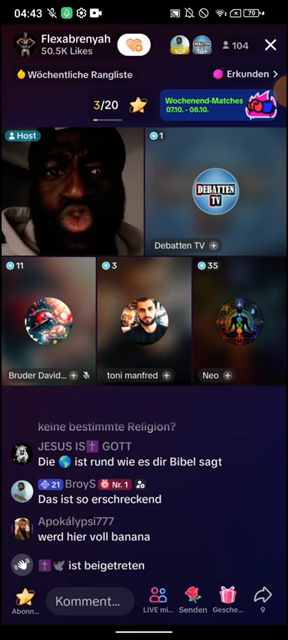 04:43
70
Flexabrenyah
50.5K Likes
104
Wöchentliche Rangliste
Erkunden >
3/20
Wochenend-Matches
07.10. - 08.10.
Host
1
DEBATTEN
TV
Debatten TV
11
3
35
Bruder David...
toni manfred
Neo
keine bestimmte Religion?
JESUS IS✝️ GOTT
Die 🌎 ist rund wie es dir Bibel sagt
21 BroyS Nr. 1
Das ist so erschreckend
Apokálypsi777
werd hier voll banana
✝️🕊️ ist beigetreten
Kommentieren...
Abonn...
LIVE mi...
Senden
Gesche...
9